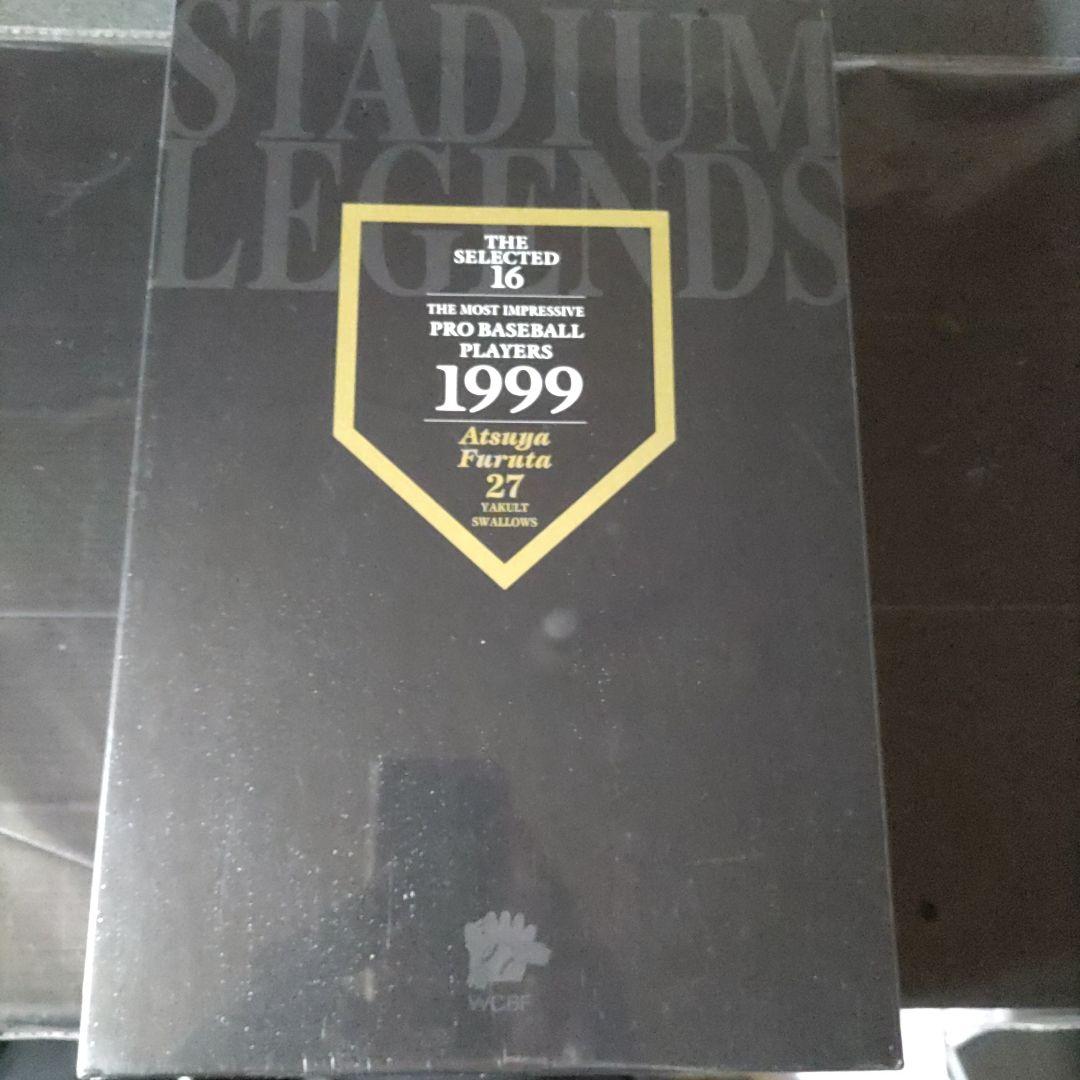 STADIUM
LEGENDS
THE
SELECTED
16
THE MOST IMPRESSIVE
PRO BASEBALL
PLAYERS
1999
Atsuya
Furuta
27
YAKULT
SWALLOWS
WCBF